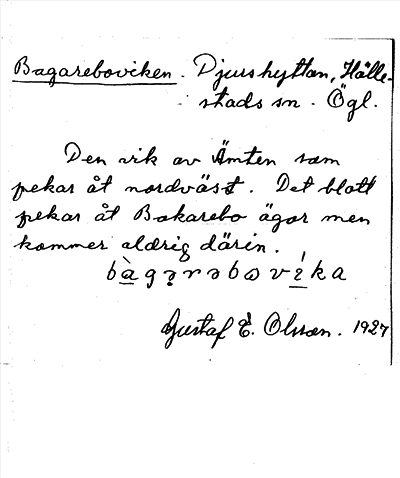 Bagareboviken. Djurshyttan, Hälle-
stads sn. Ögl.
Den vik av Ämten som
pekar åt nordväst. Det blott
pekar åt Bakarebo ägor men
kommer aldrig därin.
bàgərəbovíka
Gustaf E. Olsson. 1927